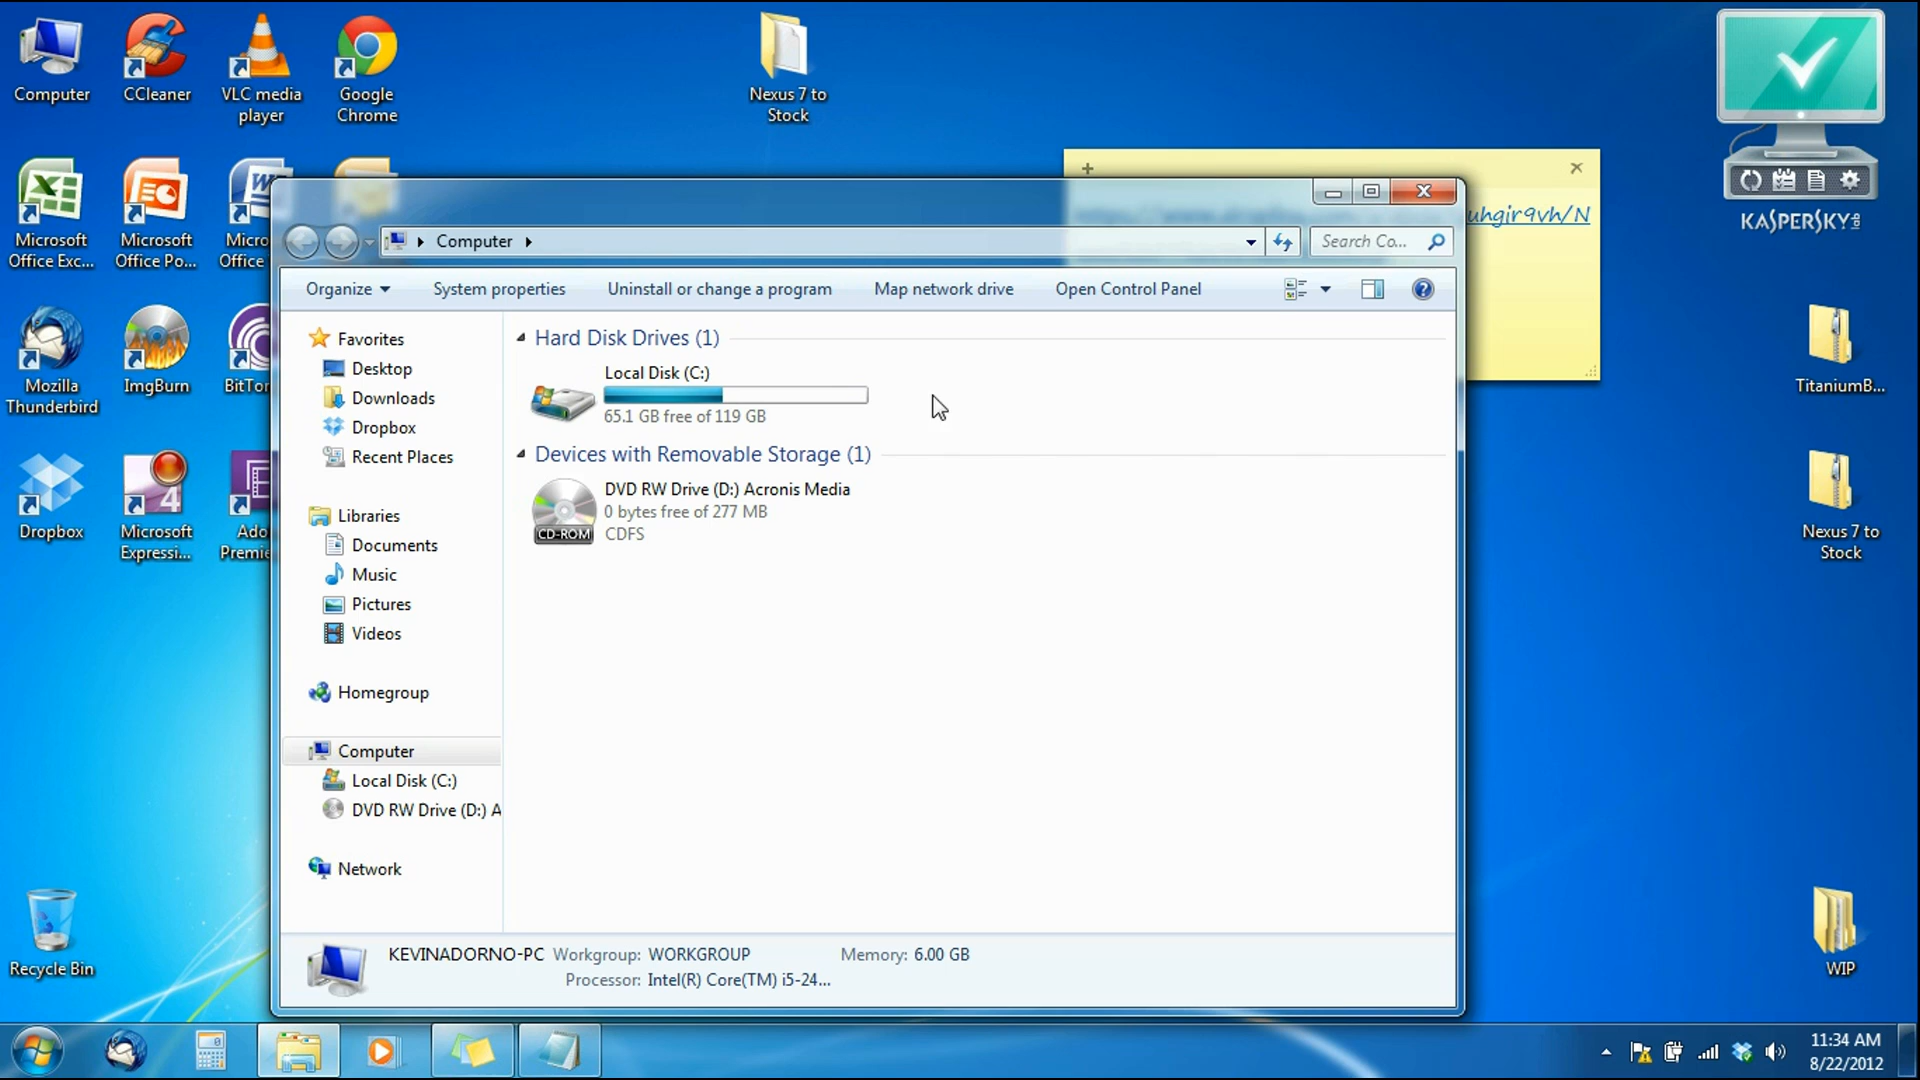 Computer
CCleaner
VLC media
player
Google
Chrome
Nexus 7 to
Stock
Microsoft
Office Exc...
Microsoft
Office Po...
Micro
Office
Mozilla
Thunderbird
ImgBurn
BitTor
Dropbox
Microsoft
Expressi...
Ado
Premie
Recycle Bin
KASPERSKY
uhgir9vh/N
TitaniumB...
Nexus 7 to
Stock
WIP
Computer
Search Co...
Organize
System properties
Uninstall or change a program
Map network drive
Open Control Panel
Favorites
Desktop
Downloads
Dropbox
Recent Places
Libraries
Documents
Music
Pictures
Videos
Homegroup
Computer
Local Disk (C:)
DVD RW Drive (D:) A
Network
Hard Disk Drives (1)
Local Disk (C:)
65.1 GB free of 119 GB
Devices with Removable Storage (1)
CD-ROM
DVD RW Drive (D:) Acronis Media
0 bytes free of 277 MB
CDFS
KEVINADORNO-PC Workgroup: WORKGROUP Memory: 6.00 GB
Processor: Intel(R) Core(TM) i5-24...
11:34 AM
8/22/2012